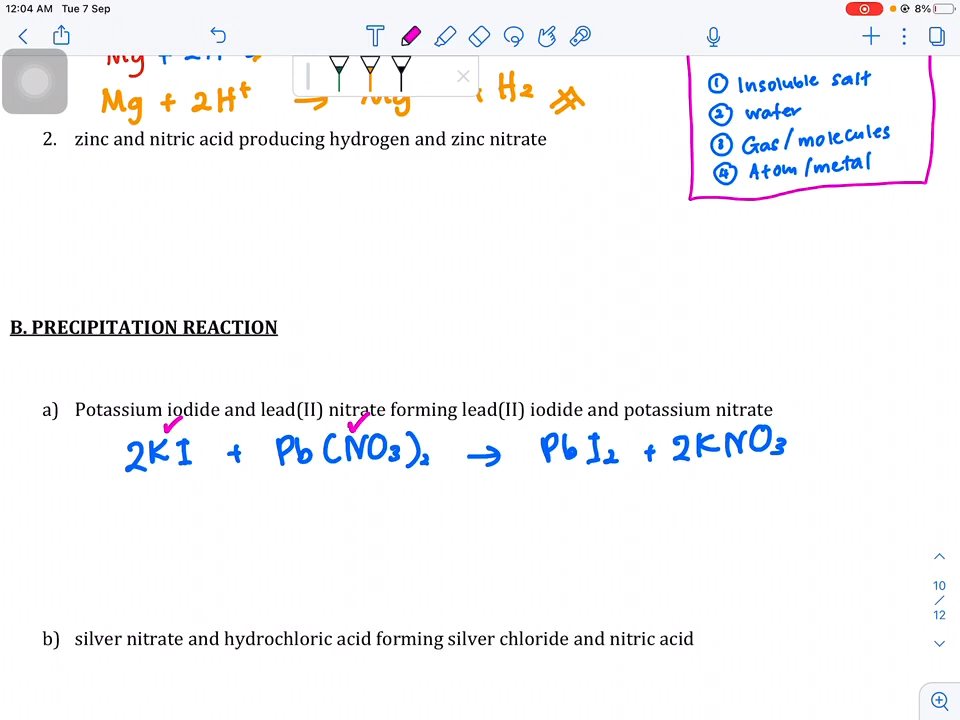 12:04 AM Tue 7 Sep
8%
Mg + 2H
Mg + 2H⁺ → Mg + H₂
① Insoluble salt
② water
③ Gas/molecules
④ Atom/metal
2. zinc and nitric acid producing hydrogen and zinc nitrate
B. PRECIPITATION REACTION
a) Potassium iodide and lead(II) nitrate forming lead(II) iodide and potassium nitrate
2KI + Pb(NO₃)₂ → PbI₂ + 2KNO₃
10
/
12
b) silver nitrate and hydrochloric acid forming silver chloride and nitric acid